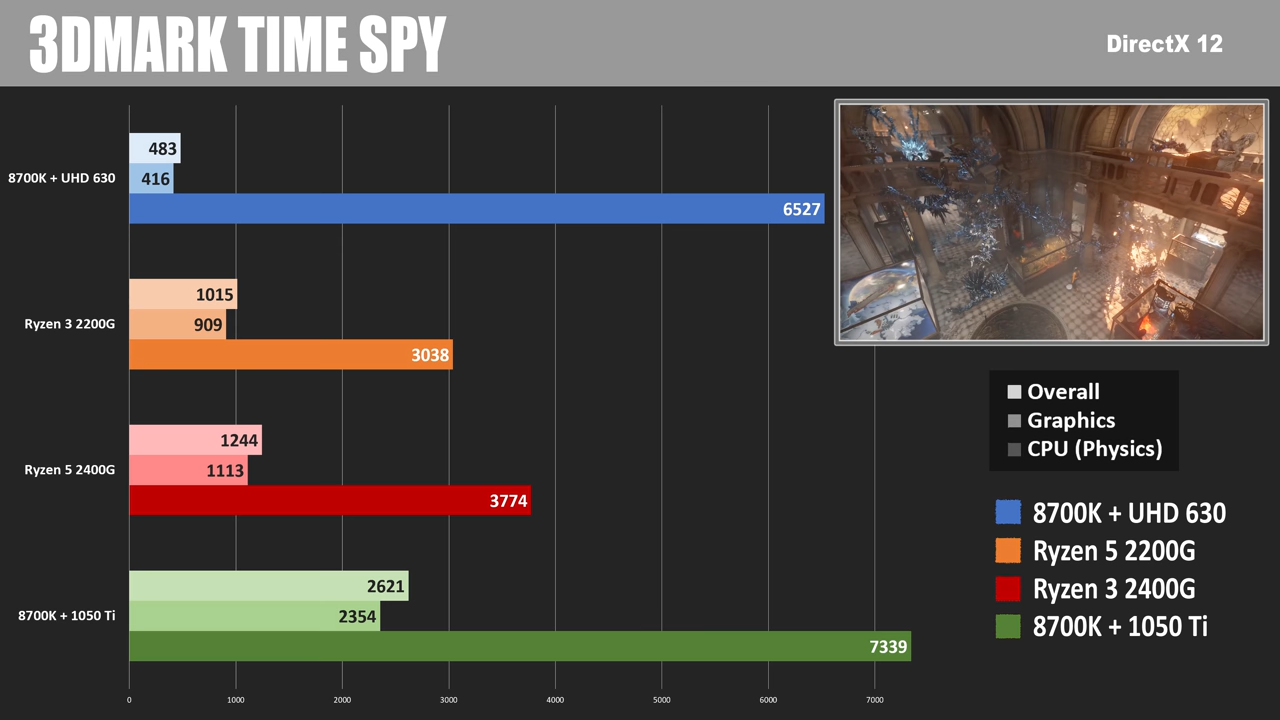 3DMARK TIME SPY
DirectX 12
483
8700K + UHD 630
416
6527
1015
Ryzen 3 2200G
909
3038
1244
Ryzen 5 2400G
1113
3774
2621
8700K + 1050 Ti
2354
7339
0 1000 2000 3000 4000 5000 6000 7000
Overall
Graphics
CPU (Physics)
8700K + UHD 630
Ryzen 5 2200G
Ryzen 3 2400G
8700K + 1050 Ti